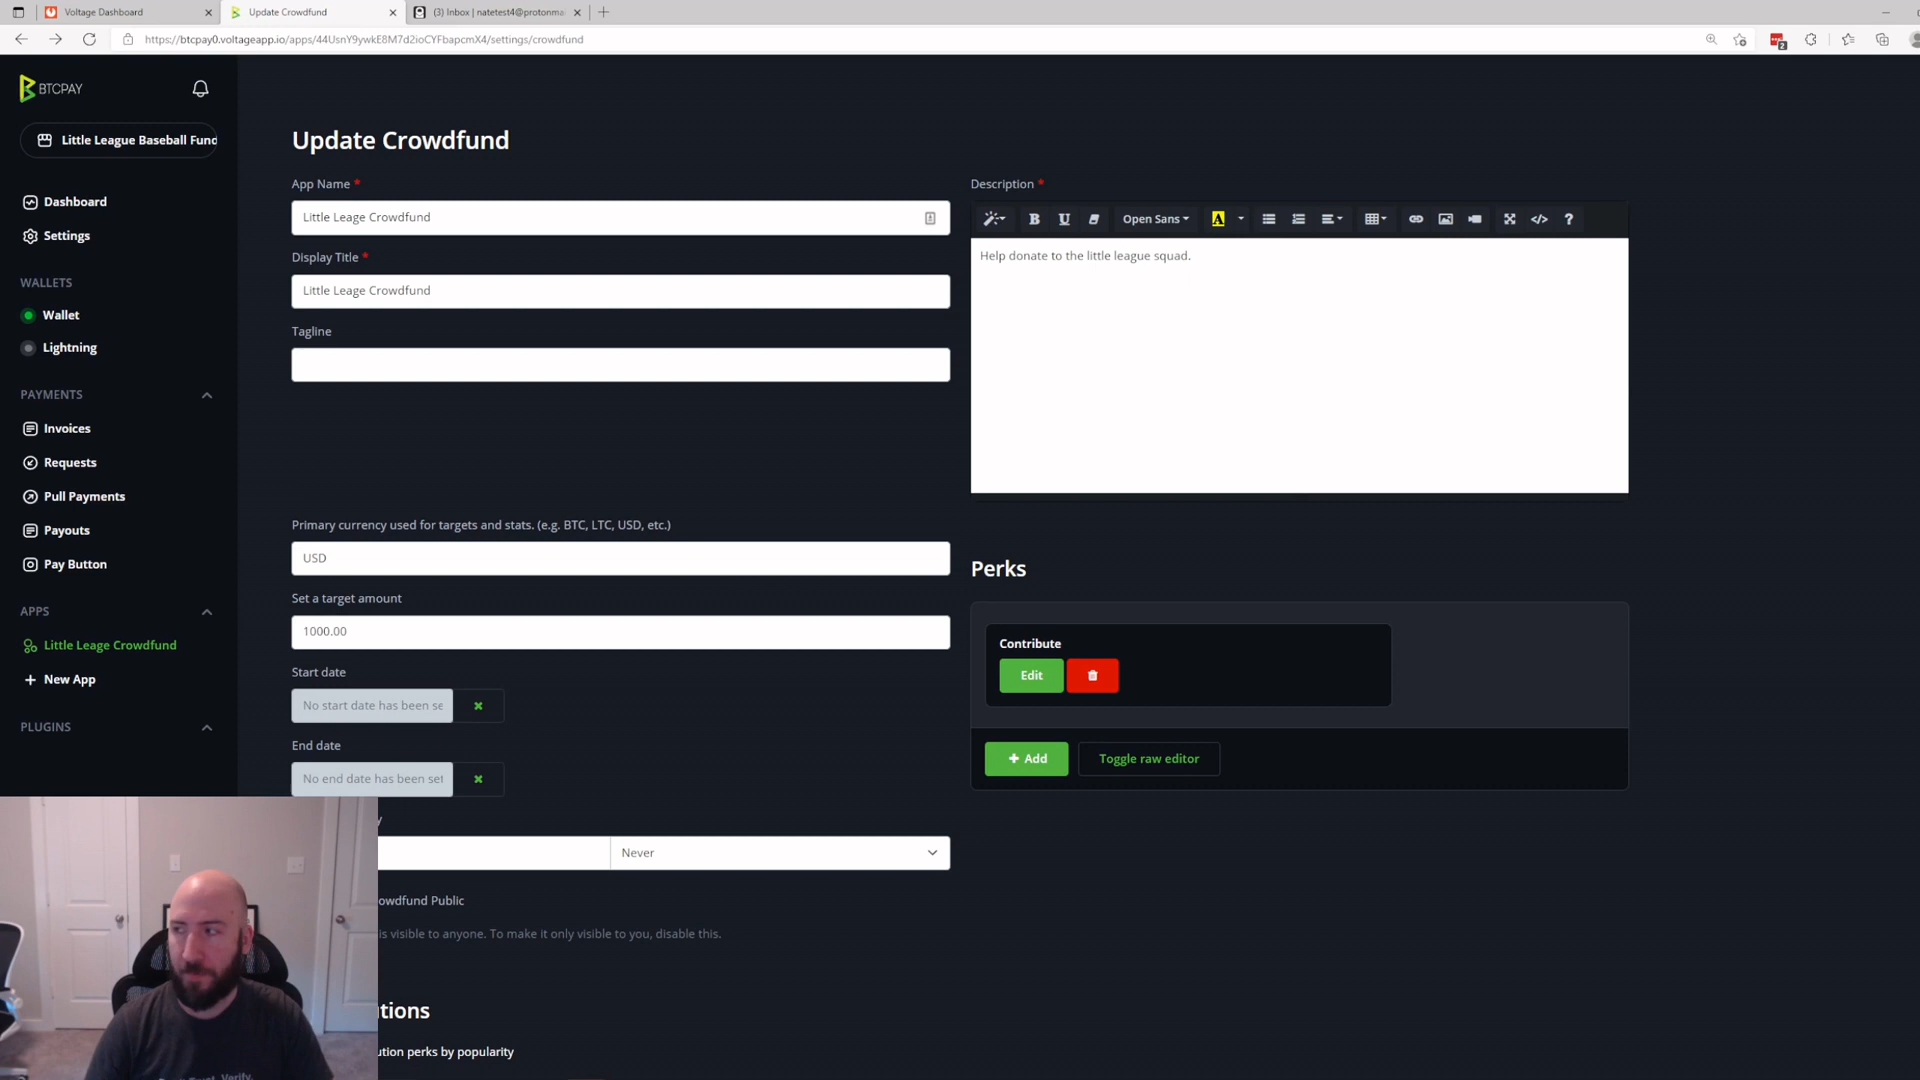 Voltage Dashboard
Update Crowdfund
(3) Inbox | natetest4@protonma
https://btcpay0.voltageapp.io/apps/44UsnY9ywkE8M7d2ioCYFbapcmX4/settings/crowdfund
2
BTCPAY
Little League Baseball Fund
Dashboard
Settings
WALLETS
Wallet
Lightning
PAYMENTS
Invoices
Requests
Pull Payments
Payouts
Pay Button
APPS
Little Leage Crowdfund
New App
PLUGINS
Update Crowdfund
App Name *
Little Leage Crowdfund
Display Title *
Little Leage Crowdfund
Tagline
Primary currency used for targets and stats. (e.g. BTC, LTC, USD, etc.)
USD
Set a target amount
1000.00
Start date
No start date has been se
End date
No end date has been set
y
Never
owdfund Public
is visible to anyone. To make it only visible to you, disable this.
tions
ution perks by popularity
Description *
B U Open Sans A </> ?
Help donate to the little league squad.
Perks
Contribute
Edit
+ Add
Toggle raw editor
Verify.